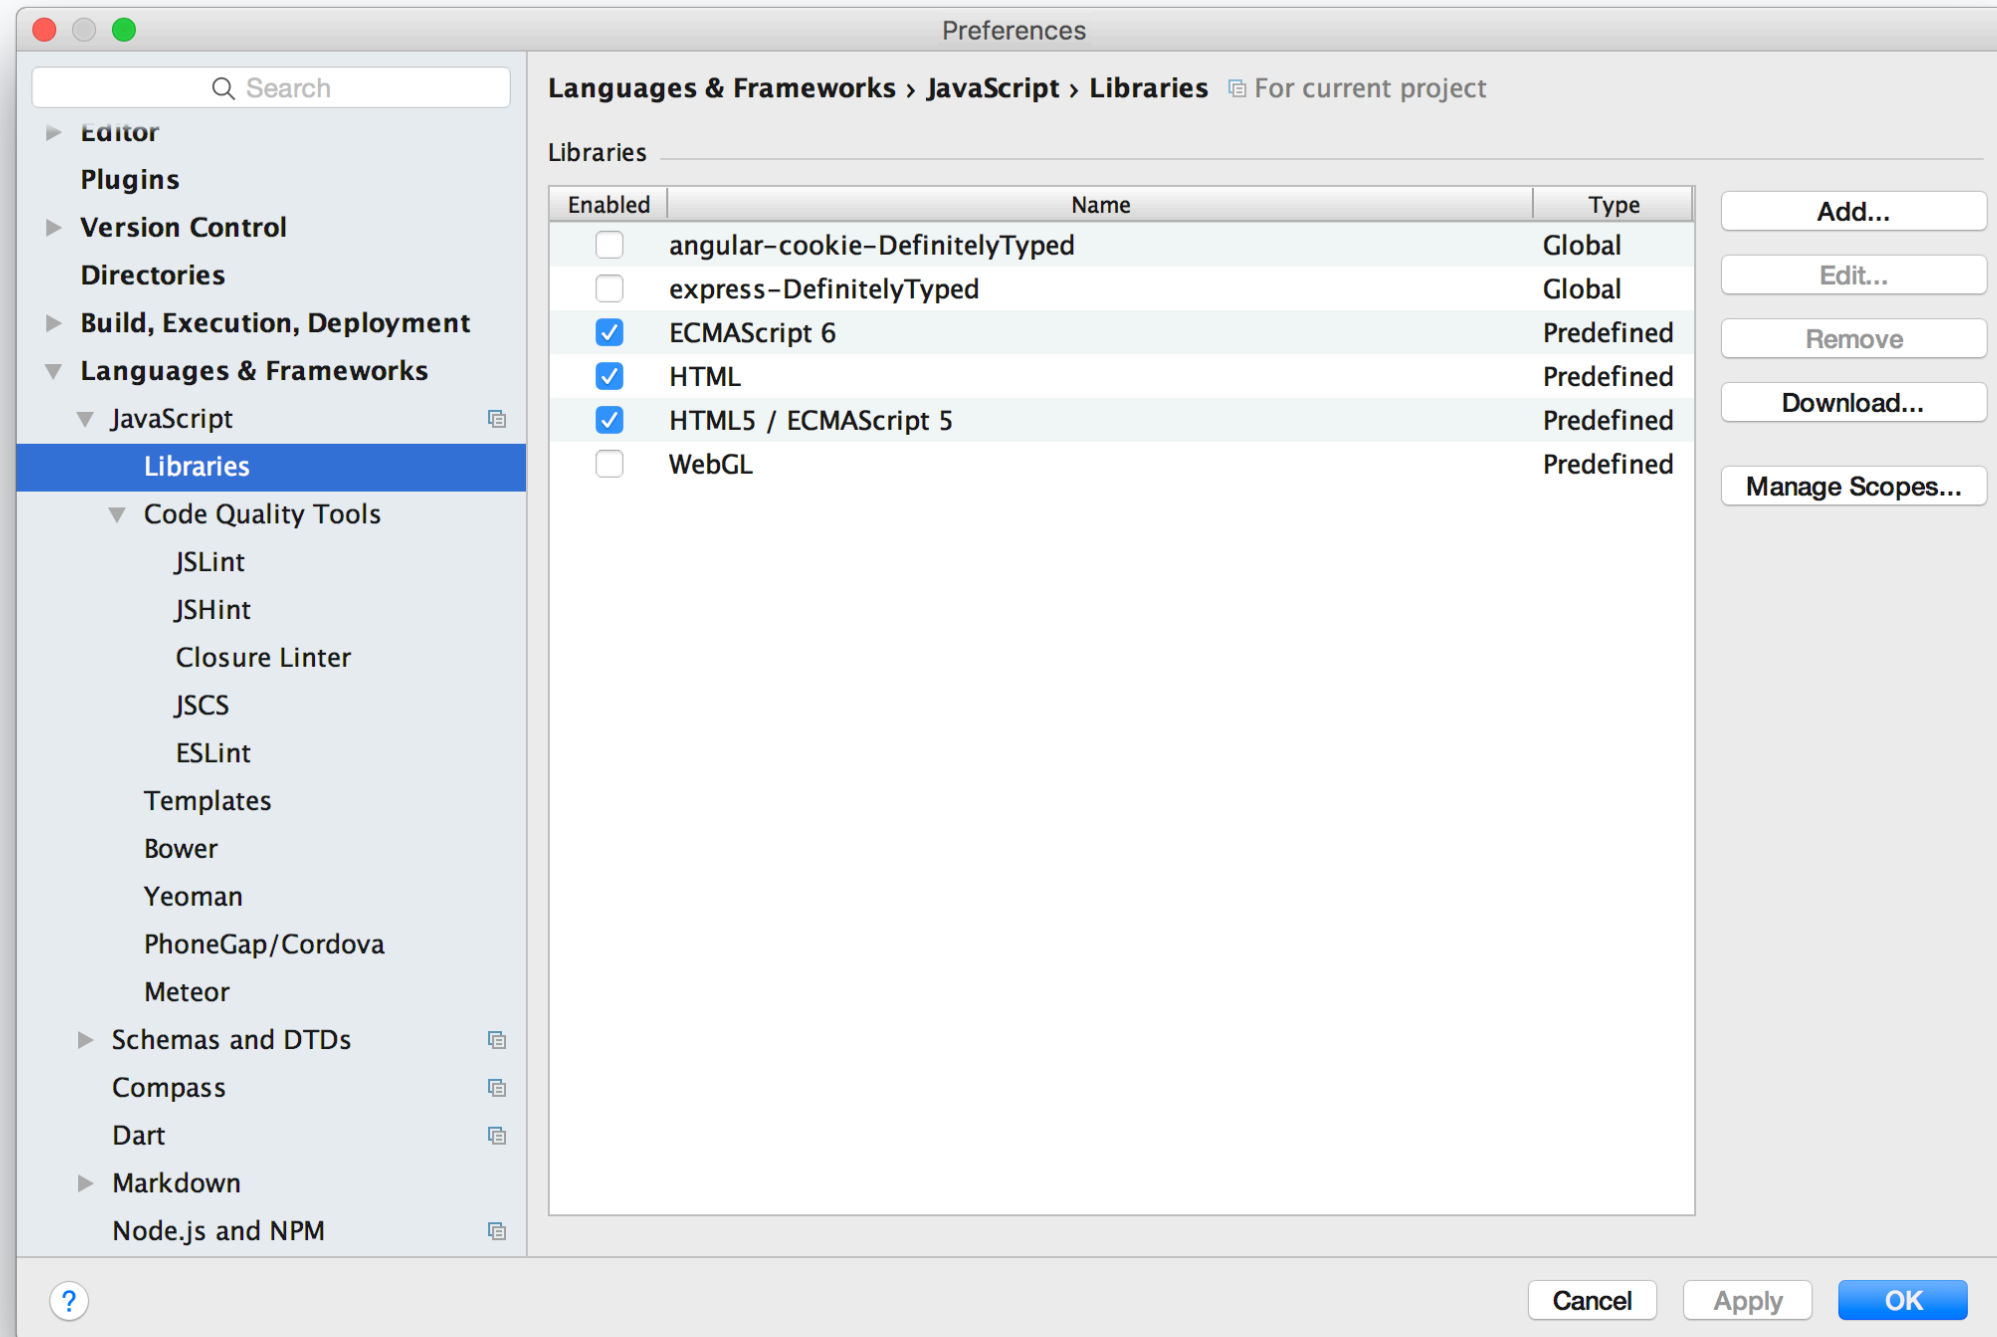 Preferences
Search
Editor
Plugins
Version Control
Directories
Build, Execution, Deployment
Languages & Frameworks
JavaScript
Libraries
Code Quality Tools
JSLint
JSHint
Closure Linter
JSCS
ESLint
Templates
Bower
Yeoman
PhoneGap/Cordova
Meteor
Schemas and DTDs
Compass
Dart
Markdown
Node.js and NPM
Languages & Frameworks › JavaScript › Libraries For current project
Libraries
Enabled Name Type
angular-cookie-DefinitelyTyped Global
express-DefinitelyTyped Global
ECMAScript 6 Predefined
HTML Predefined
HTML5 / ECMAScript 5 Predefined
WebGL Predefined
Add...
Edit...
Remove
Download...
Manage Scopes...
? Cancel Apply OK